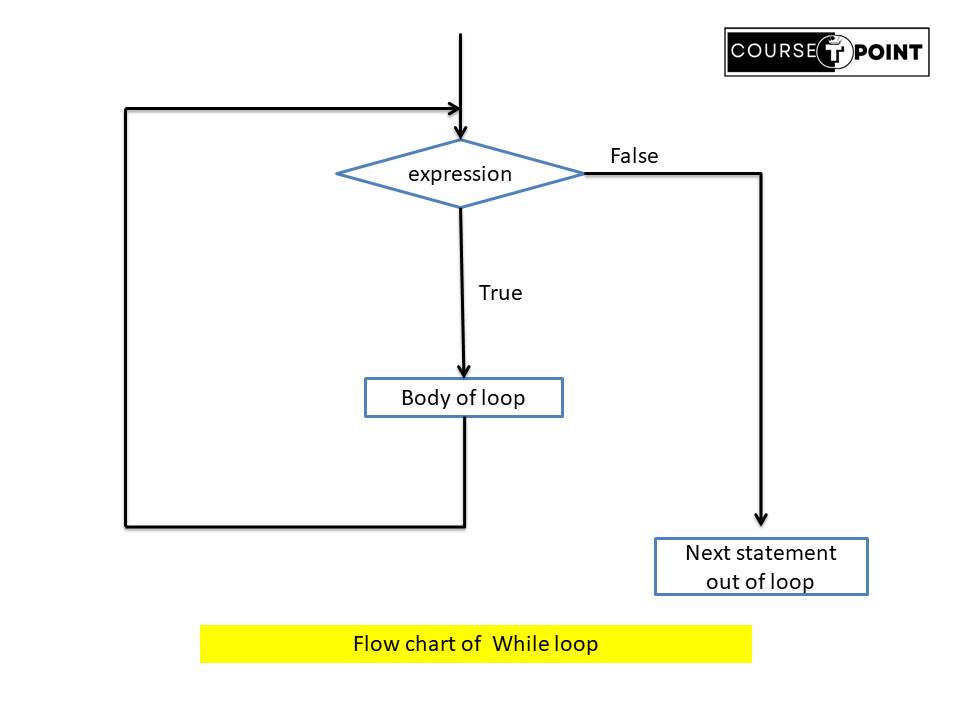 COURSE T POINT
expression
False
True
Body of loop
Next statement
out of loop
Flow chart of While loop